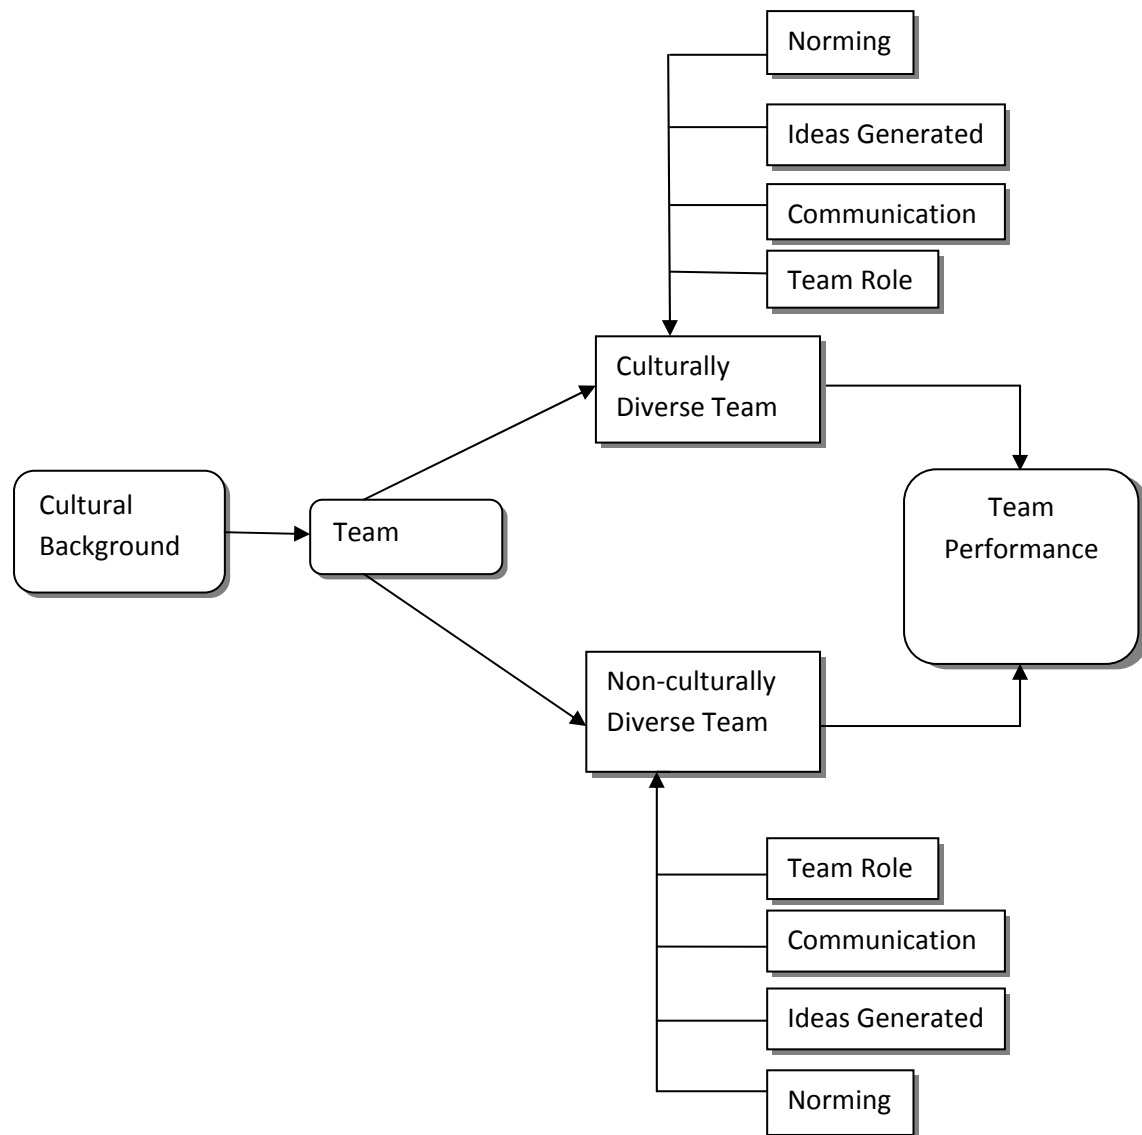 Norming
Ideas Generated
Communication
Team Role
Culturally
Diverse Team
Cultural
Background
Team
Team
Performance
Non-culturally
Diverse Team
Team Role
Communication
Ideas Generated
Norming